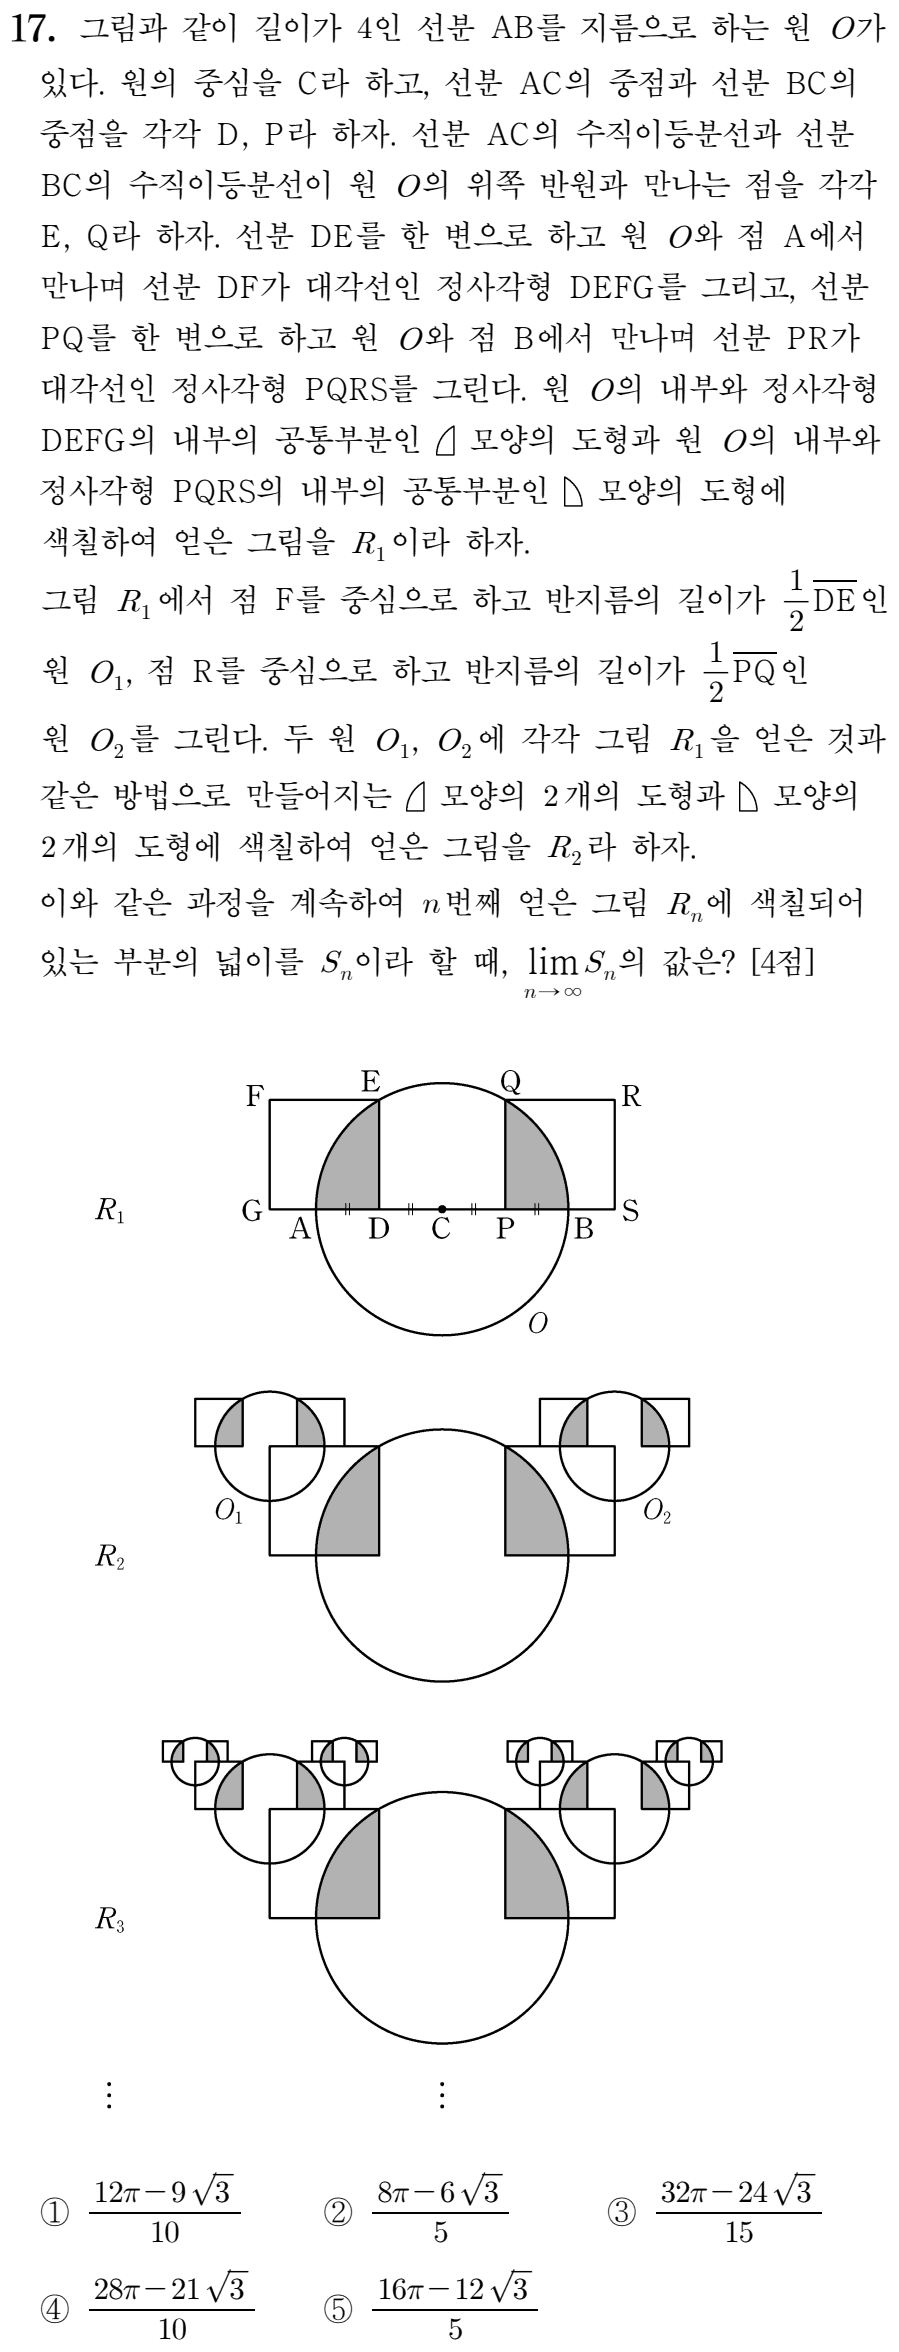 17. 그림과 같이 길이가 4인 선분 AB를 지름으로 하는 원 O가
있다. 원의 중심을 C라 하고, 선분 AC의 중점과 선분 BC의
중점을 각각 D, P라 하자. 선분 AC의 수직이등분선과 선분
BC의 수직이등분선이 원 O의 위쪽 반원과 만나는 점을 각각
E, Q라 하자. 선분 DE를 한 변으로 하고 원 O와 점 A에서
만나며 선분 DF가 대각선인 정사각형 DEFG를 그리고, 선분
PQ를 한 변으로 하고 원 O와 점 B에서 만나며 선분 PR가
대각선인 정사각형 PQRS를 그린다. 원 O의 내부와 정사각형
DEFG의 내부의 공통부분인 모양의 도형과 원 O의 내부와
정사각형 PQRS의 내부의 공통부분인 모양의 도형에
색칠하여 얻은 그림을 R₁이라 하자.
그림 R₁에서 점 F를 중심으로 하고 반지름의 길이가 1/2 D̅E̅인
원 O₁, 점 R를 중심으로 하고 반지름의 길이가 1/2 P̅Q̅인
원 O₂를 그린다. 두 원 O₁, O₂에 각각 그림 R₁을 얻은 것과
같은 방법으로 만들어지는 모양의 2개의 도형과 모양의
2개의 도형에 색칠하여 얻은 그림을 R₂라 하자.
이와 같은 과정을 계속하여 n번째 얻은 그림 Rₙ에 색칠되어
있는 부분의 넓이를 Sₙ이라 할 때, lim n→∞ Sₙ의 값은? [4점]
F E Q R
R₁ G A D C P B S
O
O₁ O₂
R₂
R₃
⋮ ⋮
① (12π−9√3)/10 ② (8π−6√3)/5 ③ (32π−24√3)/15
④ (28π−21√3)/10 ⑤ (16π−12√3)/5